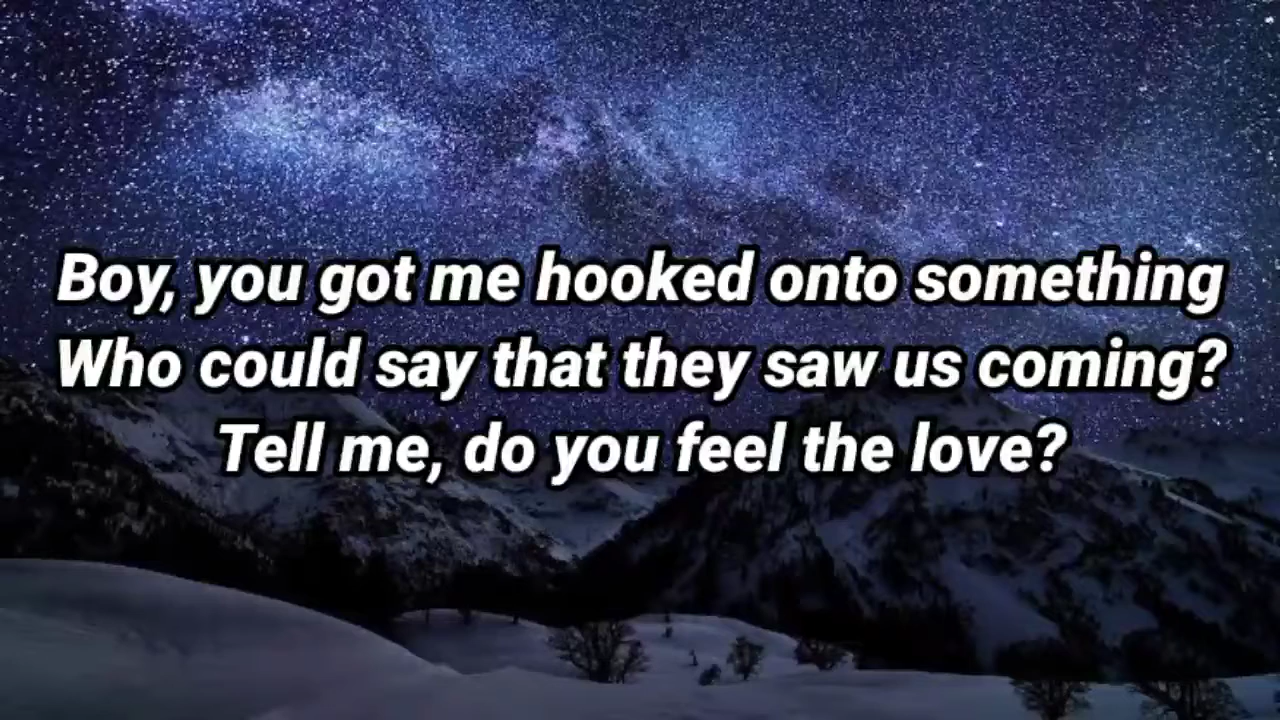 Boy, you got me hooked onto something
Who could say that they saw us coming?
Tell me, do you feel the love?